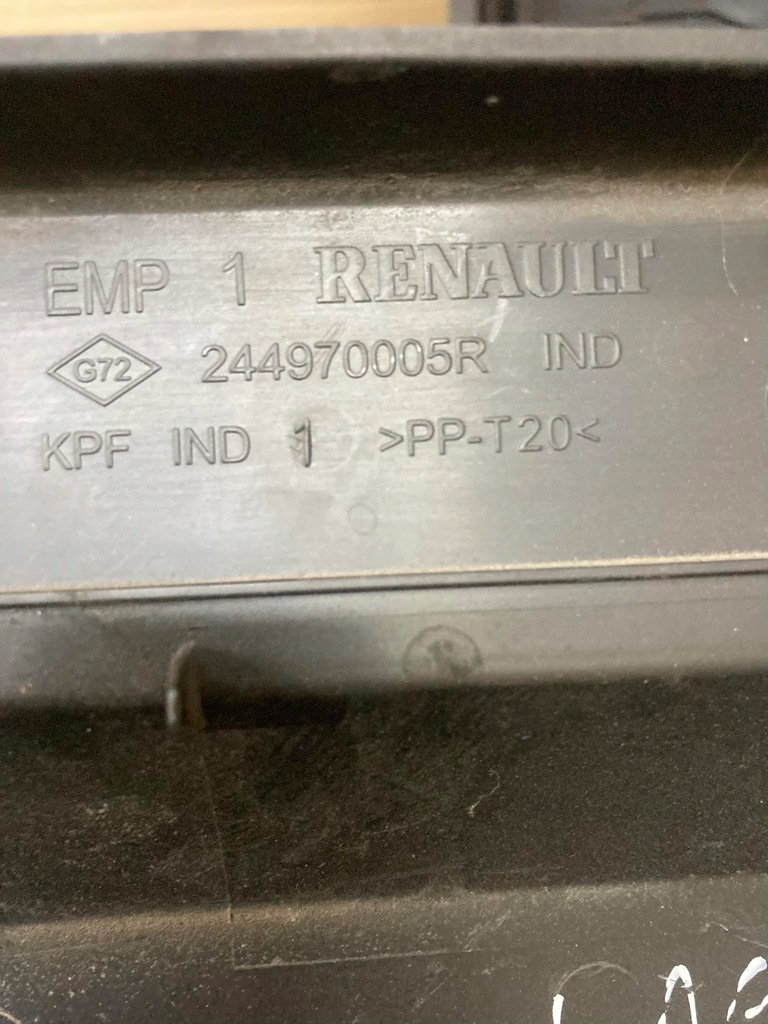 EMP 1 RENAULT
G72 244970005R IND
KPF IND 1 >PP-T20<